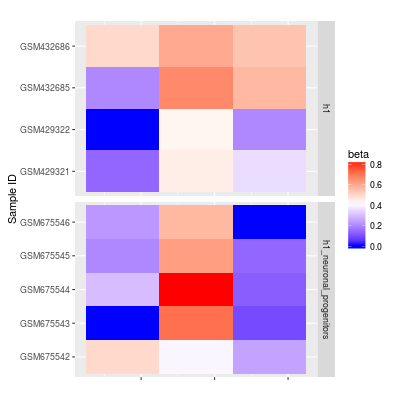 GSM432686
GSM432685
GSM429322
GSM429321
h1
GSM675546
GSM675545
GSM675544
GSM675543
GSM675542
h1_neuronal_progenitors
Sample ID
beta
0.8
0.6
0.4
0.2
0.0